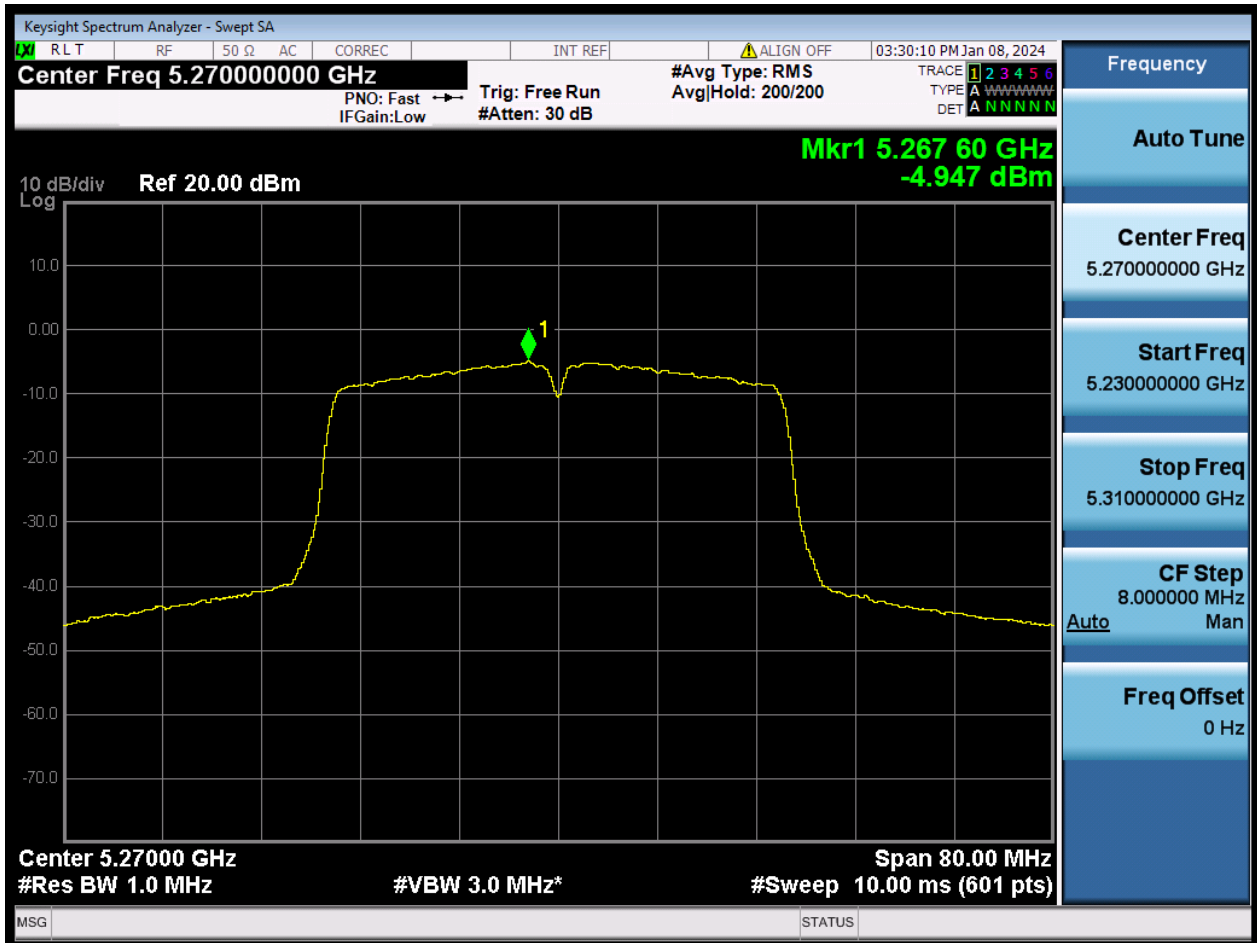 Keysight Spectrum Analyzer - Swept SA
LXI RLT RF 50 Ω AC CORREC INT REF ALIGN OFF 03:30:10 PM Jan 08, 2024
Center Freq 5.270000000 GHz
PNO: Fast
IFGain:Low
Trig: Free Run
#Atten: 30 dB
#Avg Type: RMS
Avg|Hold: 200/200
TRACE 1 2 3 4 5 6
TYPE A WWWWW
DET A N N N N N
Mkr1 5.267 60 GHz
-4.947 dBm
10 dB/div Ref 20.00 dBm
Log
10.0
0.00
-10.0
-20.0
-30.0
-40.0
-50.0
-60.0
-70.0
1
Center 5.27000 GHz Span 80.00 MHz
#Res BW 1.0 MHz #VBW 3.0 MHz* #Sweep 10.00 ms (601 pts)
MSG STATUS
Frequency
Auto Tune
Center Freq
5.270000000 GHz
Start Freq
5.230000000 GHz
Stop Freq
5.310000000 GHz
CF Step
8.000000 MHz
Auto Man
Freq Offset
0 Hz